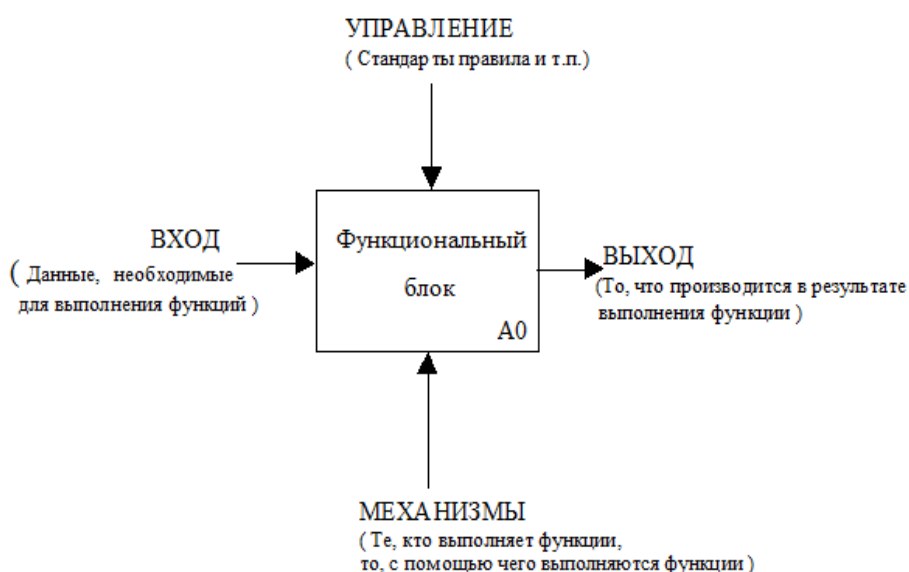 УПРАВЛЕНИЕ
( Стандарты правила и т.п.)
ВХОД
( Данные, необходимые
для выполнения функций )
Функциональный
блок
A0
ВЫХОД
(То, что производится в результате
выполнения функции )
МЕХАНИЗМЫ
( Те, кто выполняет функции,
то, с помощью чего выполняются функции )